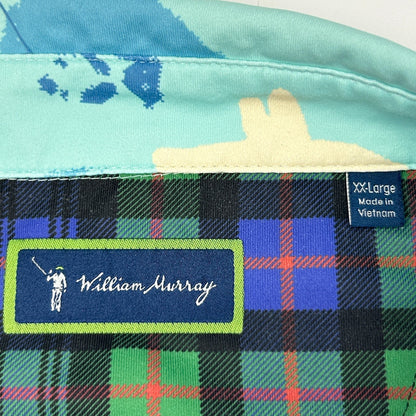 XX-Large
Made in
Vietnam
William Murray